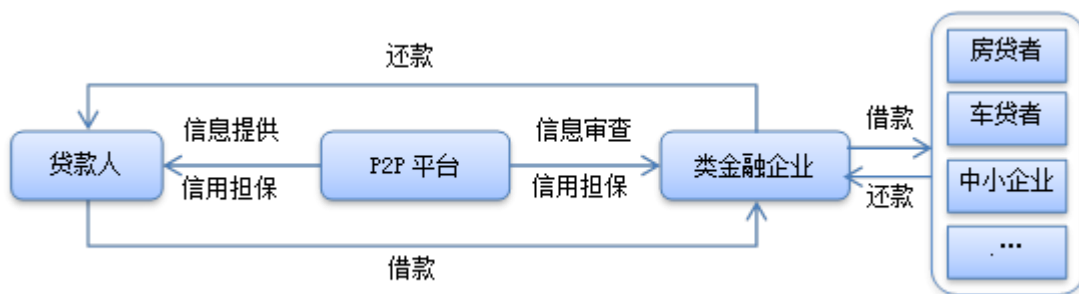 还款
房贷者
车贷者
中小企业
.…
信息提供
信息审查
借款
贷款人
P2P 平台
类金融企业
信用担保
信用担保
还款
借款